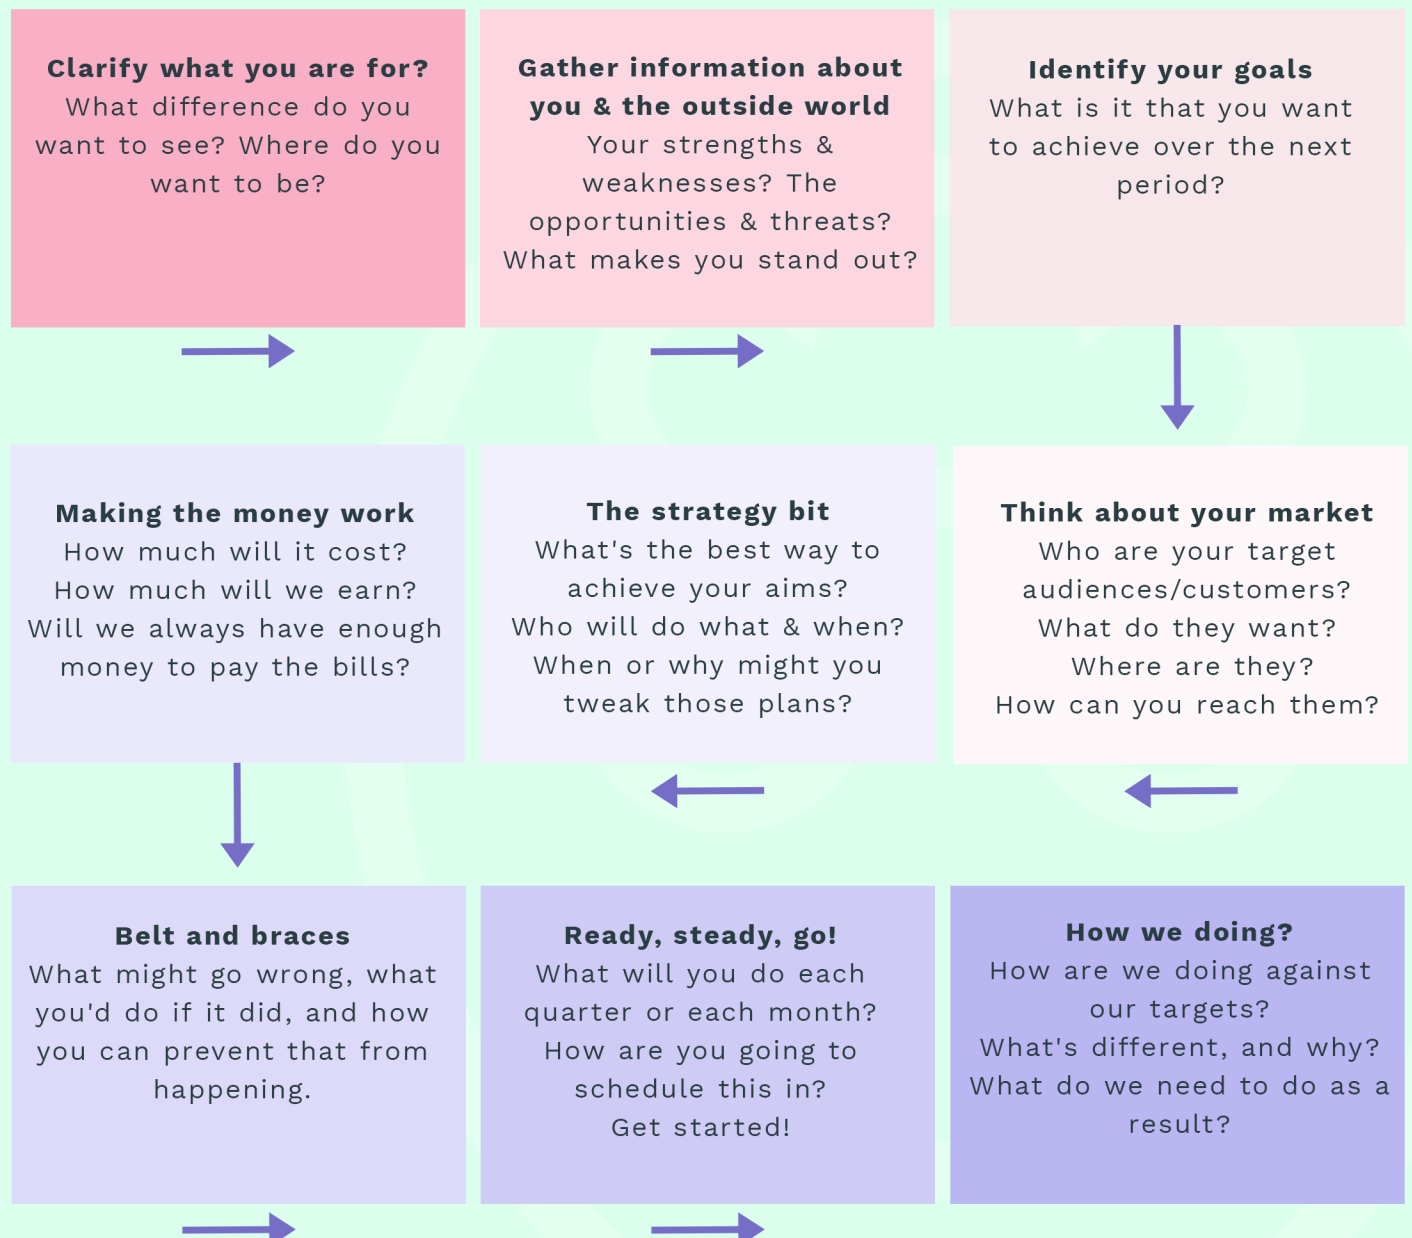 Clarify what you are for?
What difference do you
want to see? Where do you
want to be?
Gather information about
you & the outside world
Your strengths &
weaknesses? The
opportunities & threats?
What makes you stand out?
Identify your goals
What is it that you want
to achieve over the next
period?
Think about your market
Who are your target
audiences/customers?
What do they want?
Where are they?
How can you reach them?
The strategy bit
What's the best way to
achieve your aims?
Who will do what & when?
When or why might you
tweak those plans?
Making the money work
How much will it cost?
How much will we earn?
Will we always have enough
money to pay the bills?
Belt and braces
What might go wrong, what
you'd do if it did, and how
you can prevent that from
happening.
Ready, steady, go!
What will you do each
quarter or each month?
How are you going to
schedule this in?
Get started!
How we doing?
How are we doing against
our targets?
What's different, and why?
What do we need to do as a
result?